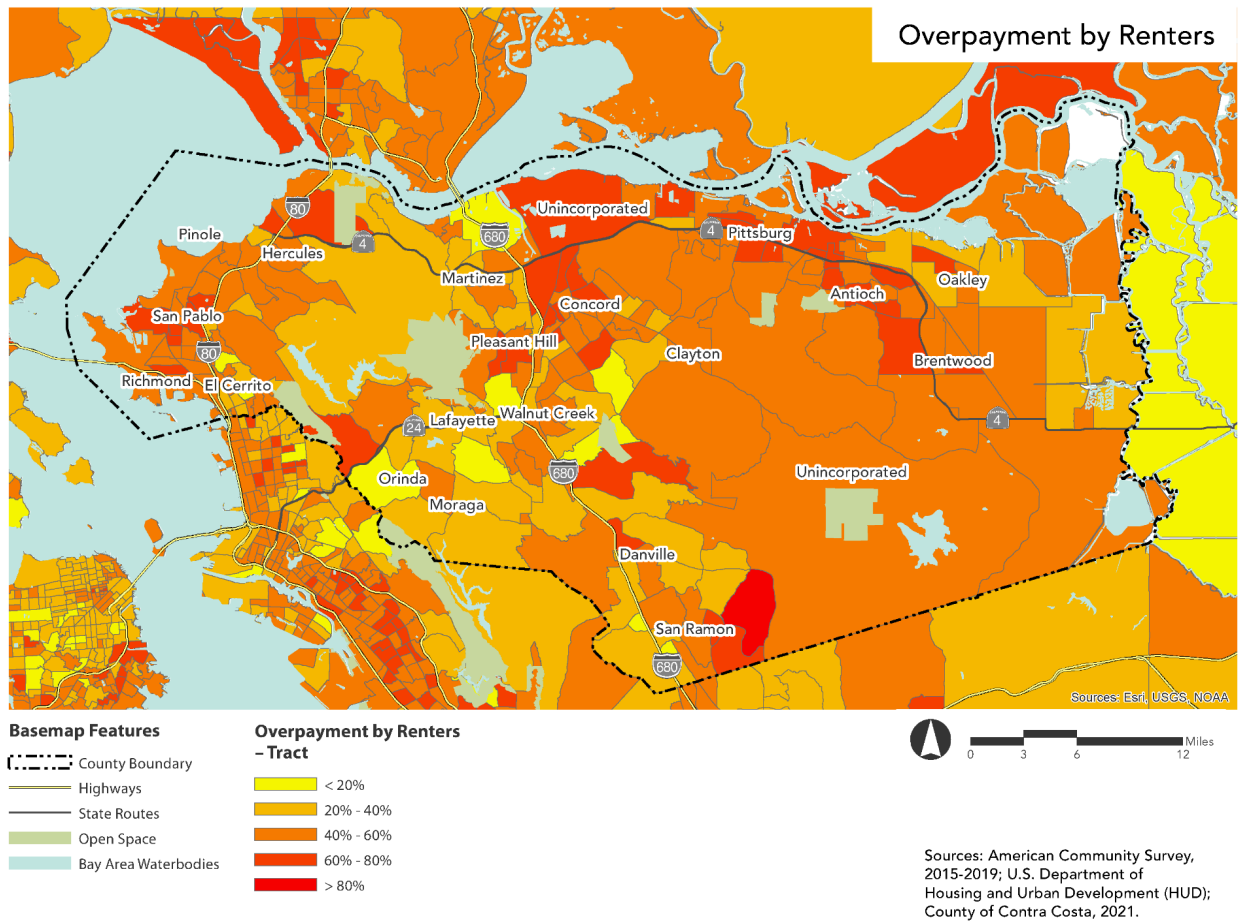 Overpayment by Renters
80
Unincorporated
Pinole
4
680
4
Pittsburg
Hercules
Martinez
Oakley
Antioch
Concord
San Pablo
Pleasant Hill
80
Clayton
Brentwood
Richmond
El Cerrito
Walnut Creek
Lafayette
24
4
680
Unincorporated
Orinda
Moraga
Danville
San Ramon
680
Sources: Esri, USGS, NOAA
Basemap Features
County Boundary
Highways
State Routes
Open Space
Bay Area Waterbodies
Overpayment by Renters
– Tract
< 20%
20% - 40%
40% - 60%
60% - 80%
> 80%
Miles
0 3 6 12
Sources: American Community Survey,
2015-2019; U.S. Department of
Housing and Urban Development (HUD);
County of Contra Costa, 2021.